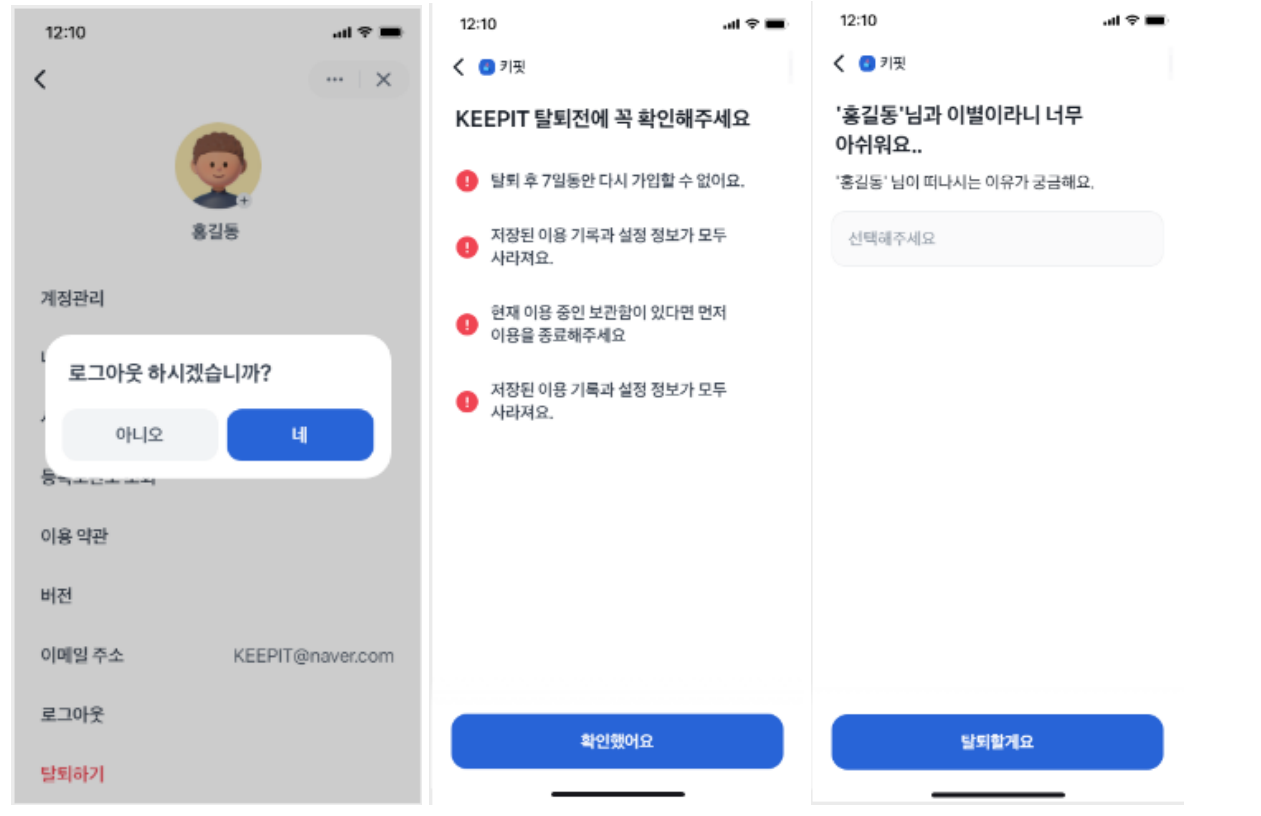 12:10
홍길동
계정관리
로그아웃 하시겠습니까?
아니오
네
이용 약관
버전
이메일 주소
KEEPIT@naver.com
로그아웃
탈퇴하기
12:10
키핏
KEEPIT 탈퇴전에 꼭 확인해주세요
탈퇴 후 7일동안 다시 가입할 수 없이요.
저장된 이용 기록과 설정 정보가 모두
사라져요.
현재 이용 중인 보관함이 있다면 먼저
이용을 종료해주세요
저장된 이용 기록과 설정 정보가 모두
사라져요.
확인했어요
12:10
키핏
'홍길동'님과 이별이라니 너무
아쉬워요..
'홍길동' 님이 떠나시는 이유가 궁금해요.
선택해주세요
탈퇴할게요